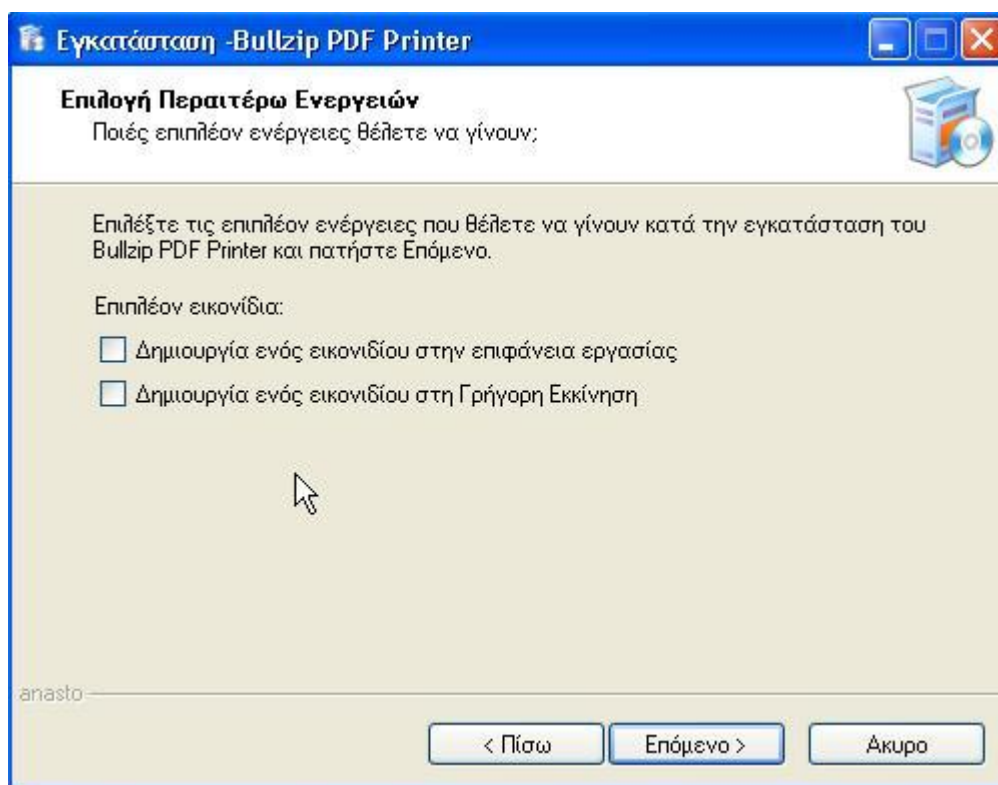 Εγκατάσταση -Bullzip PDF Printer
Επιλογή Περαιτέρω Ενεργειών
Ποιές επιπλέον ενέργειες θέλετε να γίνουν;
Επιλέξτε τις επιπλέον ενέργειες που θέλετε να γίνουν κατά την εγκατάσταση του
Bullzip PDF Printer και πατήστε Επόμενο.
Επιπλέον εικονίδια:
Δημιουργία ενός εικονιδίου στην επιφάνεια εργασίας
Δημιουργία ενός εικονιδίου στη Γρήγορη Εκκίνηση
anasto
< Πίσω Επόμενο > Ακυρο